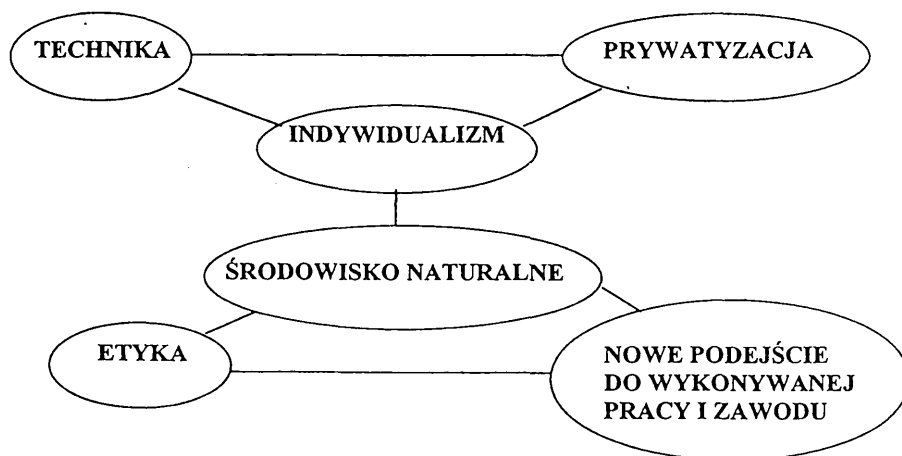 TECHNIKA
PRYWATYZACJA
INDYWIDUALIZM
ŚRODOWISKO NATURALNE
ETYKA
NOWE PODEJŚCIE
DO WYKONYWANEJ
PRACY I ZAWODU